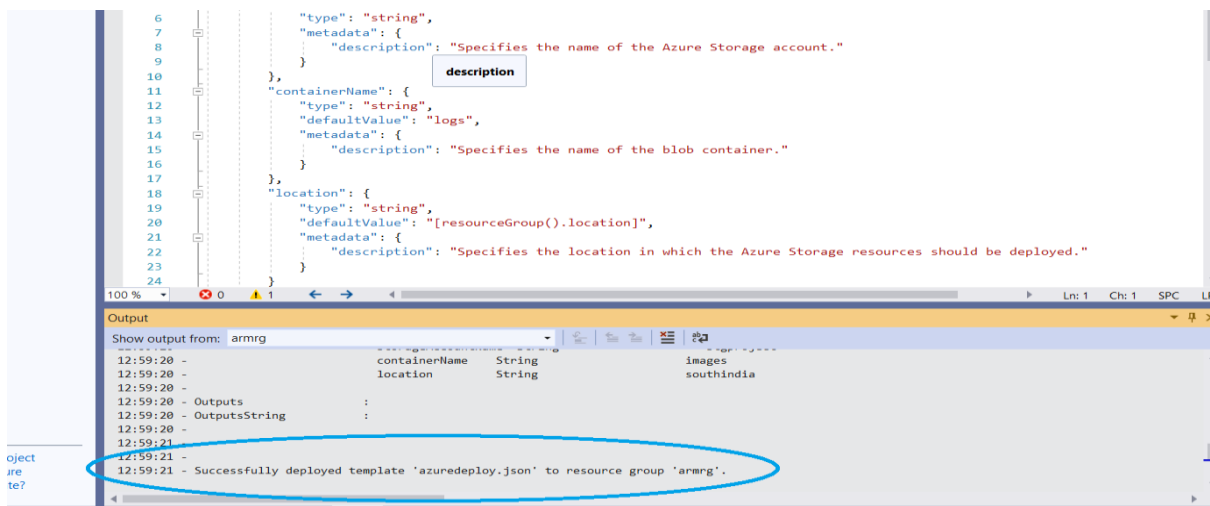 6 "type": "string",
7 "metadata": {
8 "description": "Specifies the name of the Azure Storage account."
9 }
description
10 },
11 "containerName": {
12 "type": "string",
13 "defaultValue": "logs",
14 "metadata": {
15 "description": "Specifies the name of the blob container."
16 }
17 },
18 "location": {
19 "type": "string",
20 "defaultValue": "[resourceGroup().location]",
21 "metadata": {
22 "description": "Specifies the location in which the Azure Storage resources should be deployed."
23 }
24 }
100 % 0 1 Ln: 1 Ch: 1 SPC
Output
Show output from: armrg
12:59:20 - containerName String images
12:59:20 - location String southindia
12:59:20 -
12:59:20 - Outputs :
12:59:20 - OutputsString :
12:59:20 -
12:59:21 -
12:59:21 -
12:59:21 - Successfully deployed template 'azuredeploy.json' to resource group 'armrg'.
oject
ure
te?